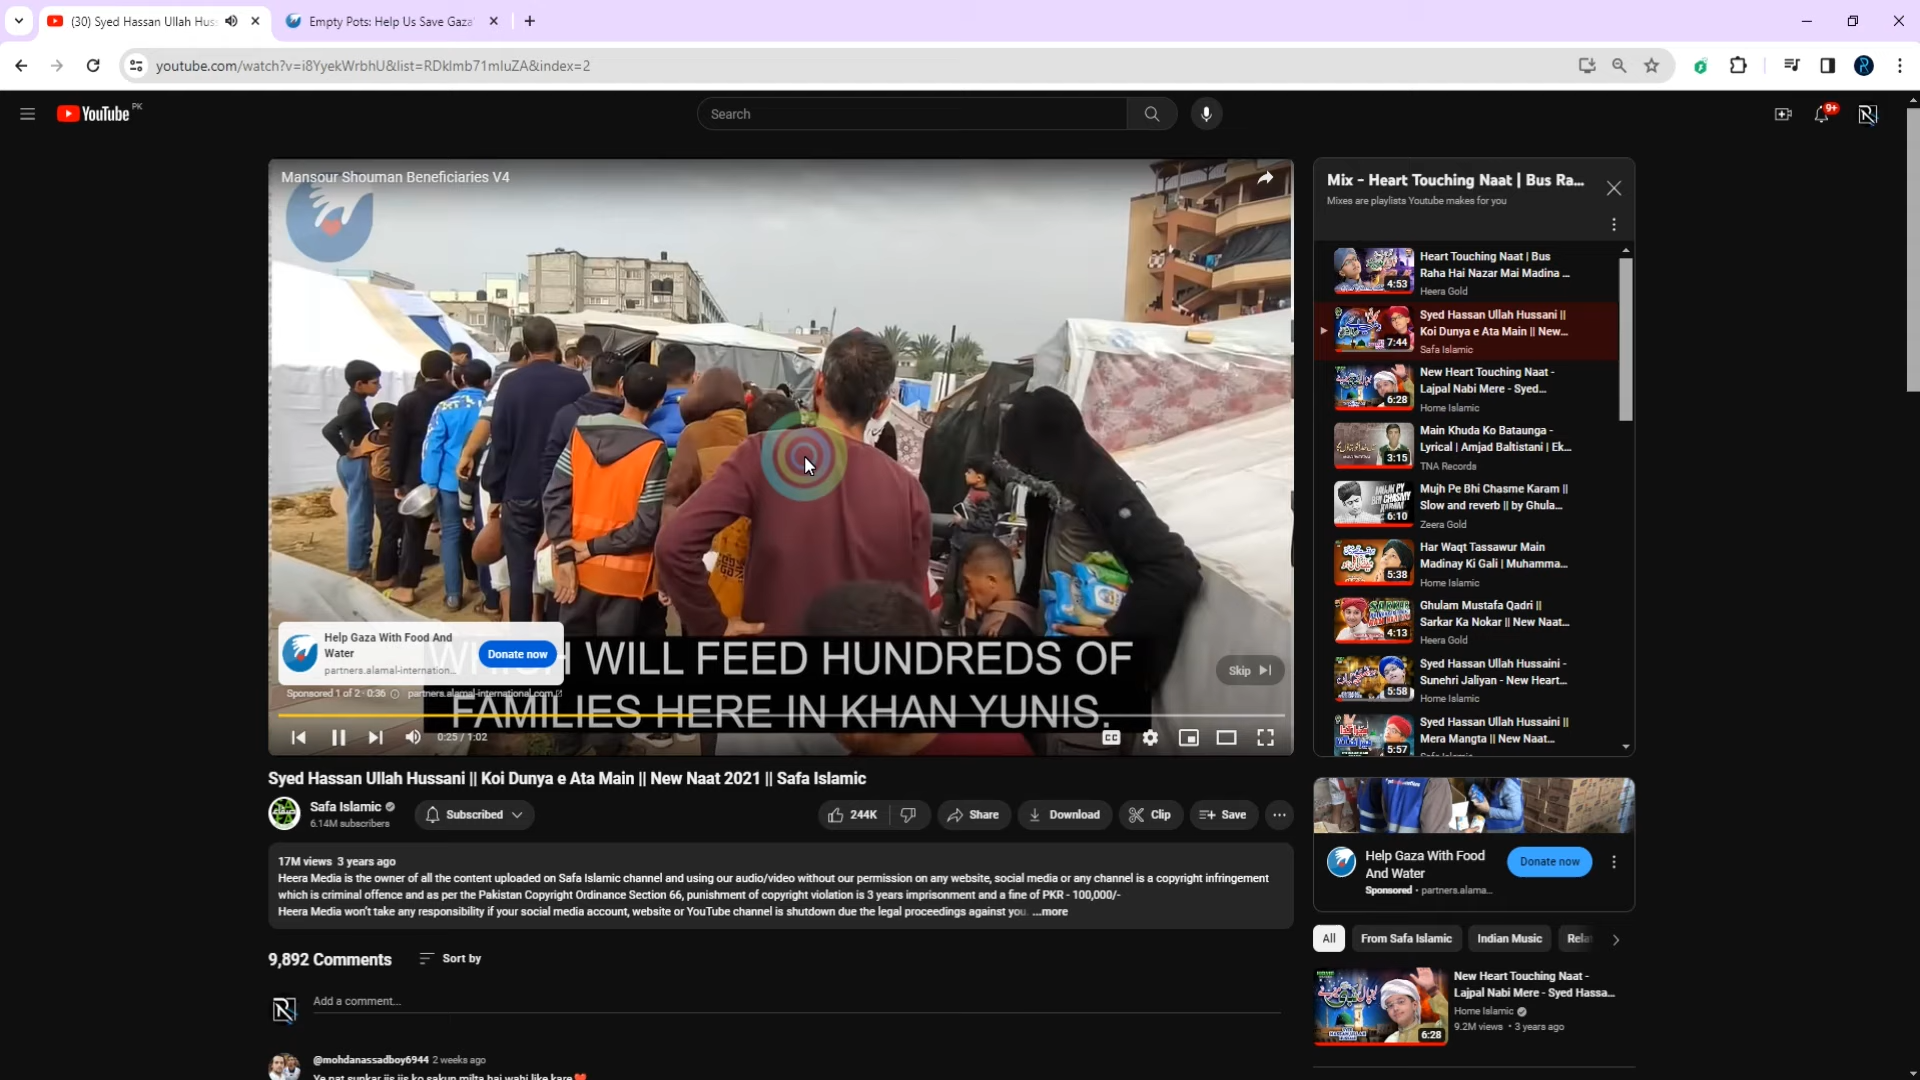 (30) Syed Hassan Ullah Hus
Empty Pots: Help Us Save Gaza
youtube.com/watch?v=i8YyekWrbhU&list=RDklmb71mluZA&index=2
YouTube PK
Search
9+
Mansour Shouman Beneficiaries V4
WHICH WILL FEED HUNDREDS OF
FAMILIES HERE IN KHAN YUNIS.
Help Gaza With Food And
Water
partners.alamal-internation...
Donate now
Sponsored 1 of 2 · 0:36
partners.alamal-international.com
Skip
0:25 / 1:02
CC
Syed Hassan Ullah Hussani || Koi Dunya e Ata Main || New Naat 2021 || Safa Islamic
Safa Islamic
6.14M subscribers
Subscribed
244K
Share
Download
Clip
Save
17M views 3 years ago
Heera Media is the owner of all the content uploaded on Safa Islamic channel and using our audio/video without our permission on any website, social media or any channel is a copyright infringement
which is criminal offence and as per the Pakistan Copyright Ordinance Section 66, punishment of copyright violation is 3 years imprisonment and a fine of PKR - 100,000/-
Heera Media won't take any responsibility if your social media account, website or YouTube channel is shutdown due the legal proceedings against you. ...more
9,892 Comments
Sort by
Add a comment...
@mohdanassadboy6944 2 weeks ago
Ye nat sunkar jis jis ko sakun milta hai wahi like kare❤️
Mix - Heart Touching Naat | Bus Ra...
Mixes are playlists Youtube makes for you
Heart Touching Naat | Bus
Raha Hai Nazar Mai Madina ...
Heera Gold
4:53
Syed Hassan Ullah Hussani ||
Koi Dunya e Ata Main || New...
Safa Islamic
7:44
New Heart Touching Naat -
Lajpal Nabi Mere - Syed...
Home Islamic
6:28
Main Khuda Ko Bataunga -
Lyrical | Amjad Baltistani | Ek...
TNA Records
3:15
Mujh Pe Bhi Chasme Karam ||
Slow and reverb || by Ghula...
Zeera Gold
6:10
Har Waqt Tassawur Main
Madinay Ki Gali | Muhamma...
Home Islamic
5:38
Ghulam Mustafa Qadri ||
Sarkar Ka Nokar || New Naat...
Heera Gold
4:13
Syed Hassan Ullah Hussaini -
Sunehri Jaliyan - New Heart...
Home Islamic
5:58
Syed Hassan Ullah Hussaini ||
Mera Mangta || New Naat...
Safa Islamic
5:57
Help Gaza With Food
And Water
Sponsored · partners.alama...
Donate now
All
From Safa Islamic
Indian Music
Rela
New Heart Touching Naat -
Lajpal Nabi Mere - Syed Hassa...
Home Islamic
9.2M views · 3 years ago
6:28